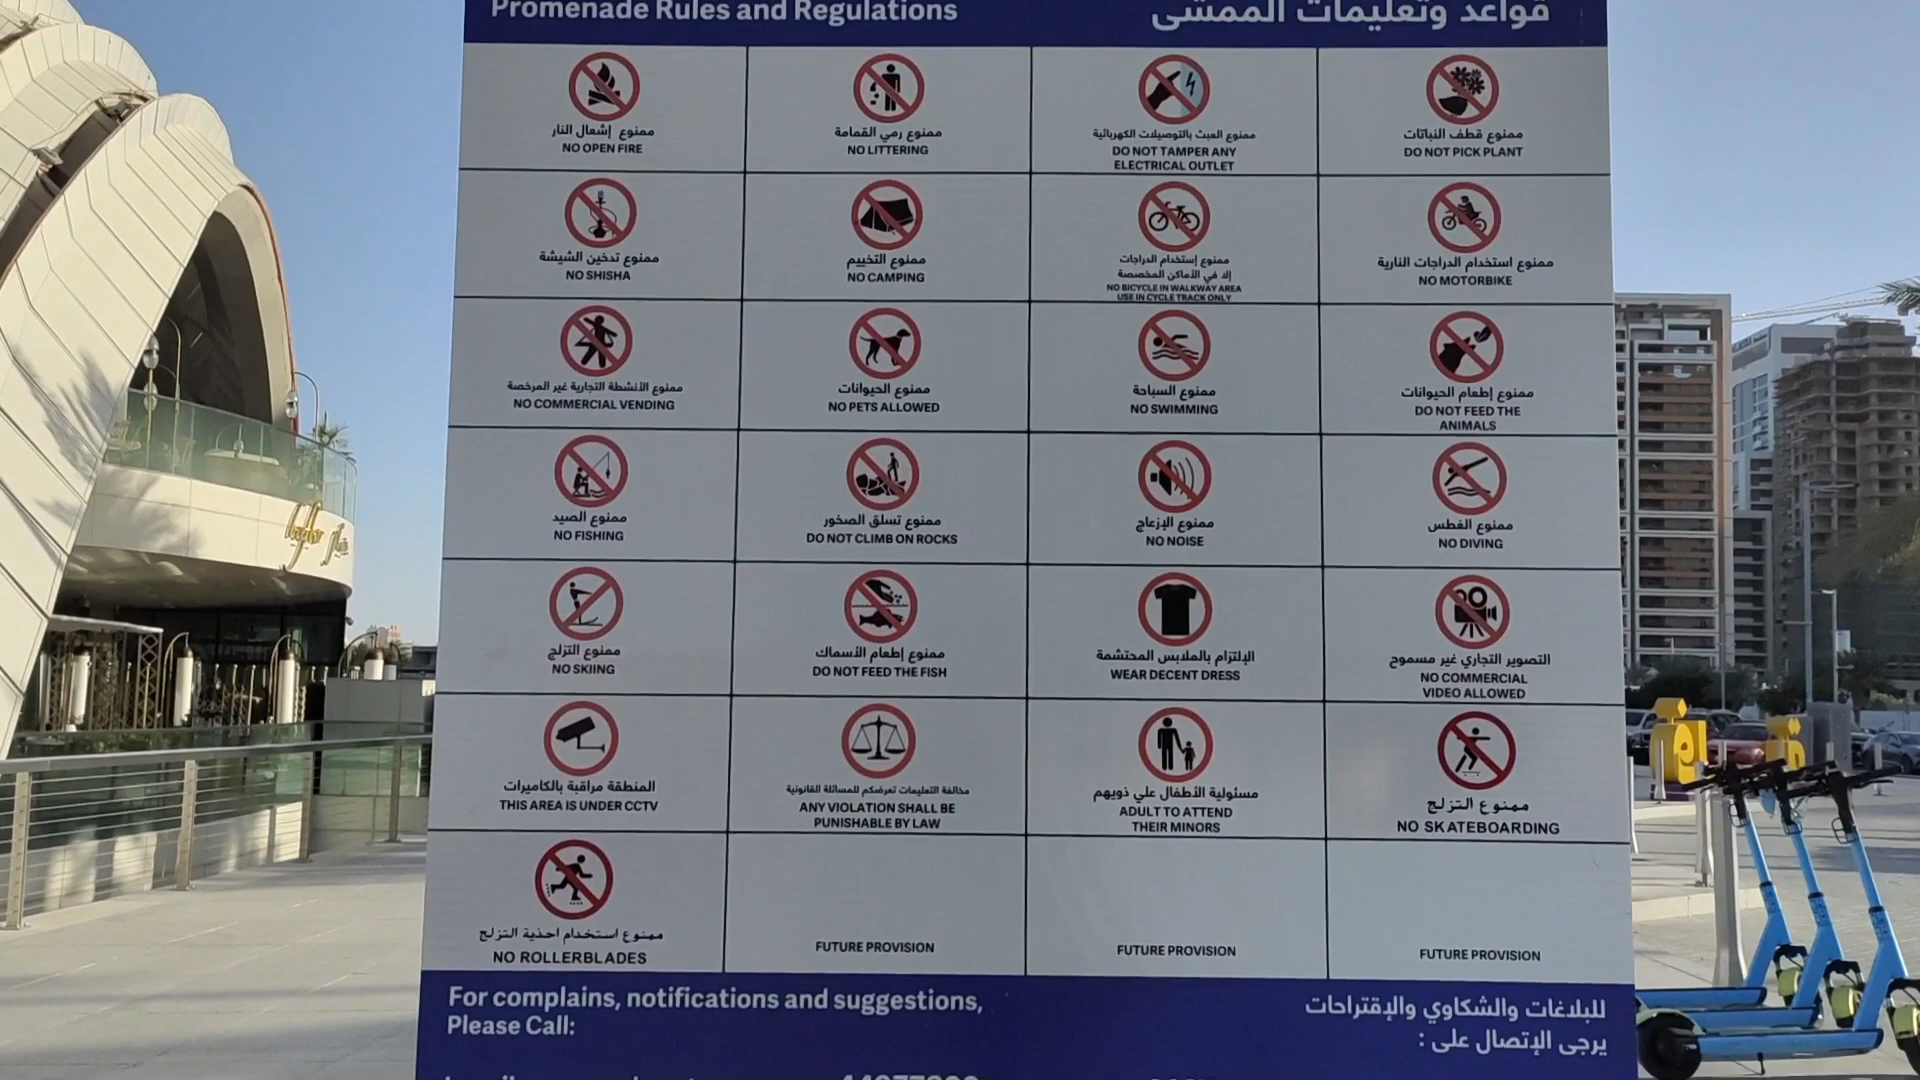 Promenade Rules and Regulations
قواعد وتعليمات الممشى
ممنوع إشعال النار
NO OPEN FIRE
ممنوع رمي القمامة
NO LITTERING
ممنوع العبث بالتوصيلات الكهربائية
DO NOT TAMPER ANY
ELECTRICAL OUTLET
ممنوع قطف النباتات
DO NOT PICK PLANT
ممنوع تدخين الشيشة
NO SHISHA
ممنوع التخييم
NO CAMPING
ممنوع إستخدام الدراجات
إلا في الأماكن المخصصة
NO BICYCLE IN WALKWAY AREA
USE IN CYCLE TRACK ONLY
ممنوع استخدام الدراجات النارية
NO MOTORBIKE
ممنوع الأنشطة التجارية غير المرخصة
NO COMMERCIAL VENDING
ممنوع الحيوانات
NO PETS ALLOWED
ممنوع السباحة
NO SWIMMING
ممنوع إطعام الحيوانات
DO NOT FEED THE
ANIMALS
ممنوع الصيد
NO FISHING
ممنوع تسلق الصخور
DO NOT CLIMB ON ROCKS
ممنوع الإزعاج
NO NOISE
ممنوع الغطس
NO DIVING
ممنوع التزلج
NO SKIING
ممنوع إطعام الأسماك
DO NOT FEED THE FISH
الإلتزام بالملابس المحتشمة
WEAR DECENT DRESS
التصوير التجاري غير مسموح
NO COMMERCIAL
VIDEO ALLOWED
المنطقة مراقبة بالكاميرات
THIS AREA IS UNDER CCTV
مخالفة التعليمات تعرضكم للمسائلة القانونية
ANY VIOLATION SHALL BE
PUNISHABLE BY LAW
مسئولية الأطفال علي ذويهم
ADULT TO ATTEND
THEIR MINORS
ممنوع التزلج
NO SKATEBOARDING
ممنوع استخدام احذية التزلج
NO ROLLERBLADES
FUTURE PROVISION
FUTURE PROVISION
FUTURE PROVISION
For complains, notifications and suggestions,
Please Call:
للبلاغات والشكاوي والإقتراحات
يرجى الإتصال على :